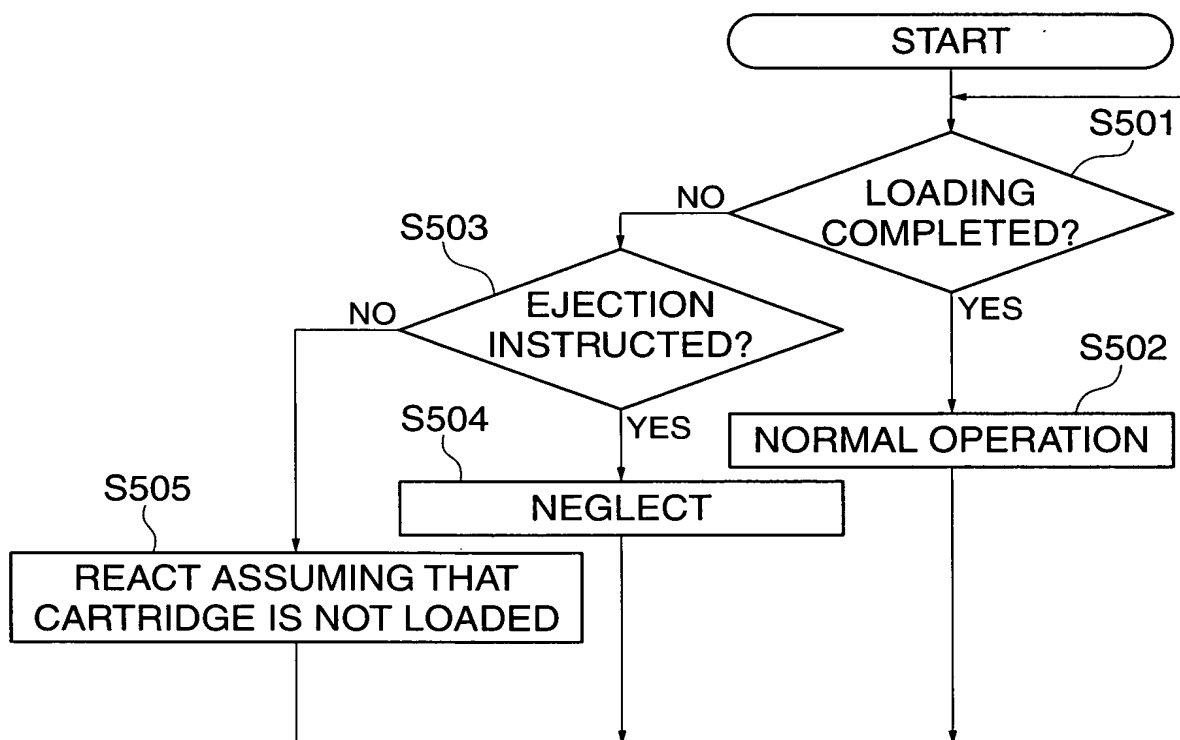 START
S501
LOADING
COMPLETED?
NO
YES
S503
EJECTION
INSTRUCTED?
NO
YES
S502
NORMAL OPERATION
S504
NEGLECT
S505
REACT ASSUMING THAT
CARTRIDGE IS NOT LOADED